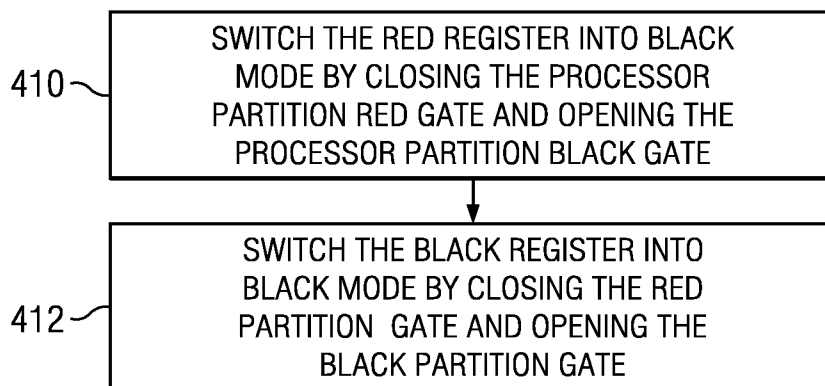 410
SWITCH THE RED REGISTER INTO BLACK
MODE BY CLOSING THE PROCESSOR
PARTITION RED GATE AND OPENING THE
PROCESSOR PARTITION BLACK GATE
412
SWITCH THE BLACK REGISTER INTO
BLACK MODE BY CLOSING THE RED
PARTITION GATE AND OPENING THE
BLACK PARTITION GATE